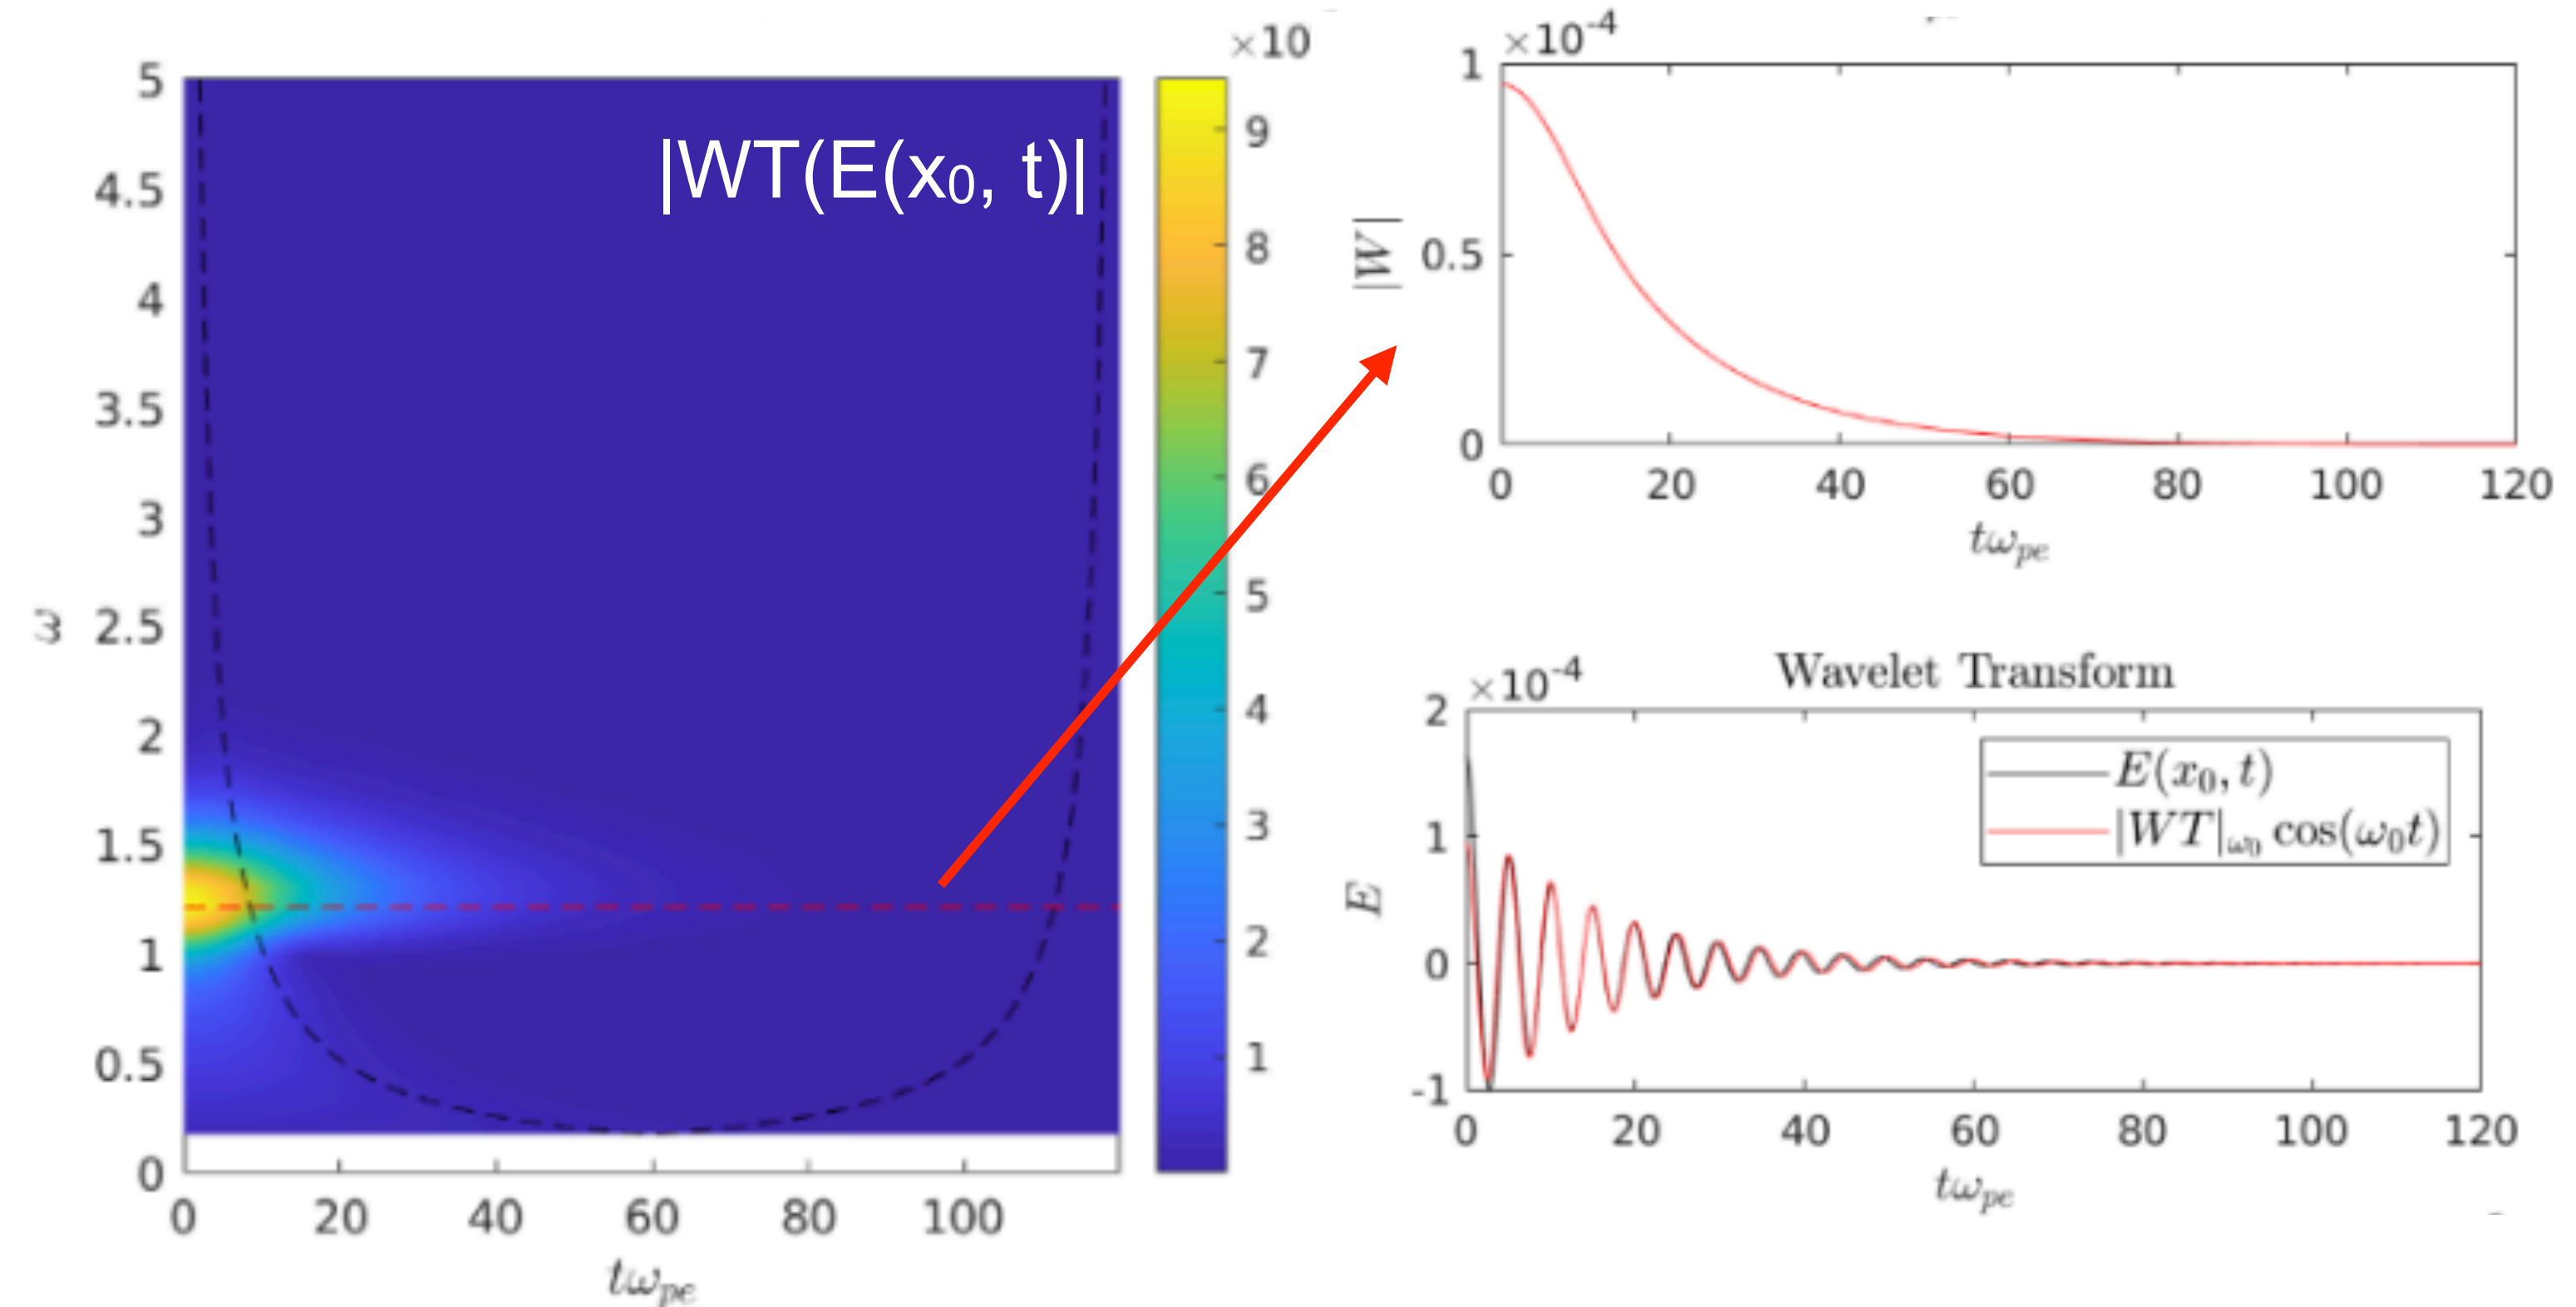 ×10
5
4.5
4
3.5
3
2.5
2
1.5
1
0.5
0
ω
|WT(E(x₀, t)|
0 20 40 60 80 100
tω_pe
9
8
7
6
5
4
3
2
1
×10^-4
1
0.5
0
|W|
0 20 40 60 80 100 120
tω_pe
Wavelet Transform
×10^-4
2
1
0
-1
E
E(x₀, t)
|WT|_ω₀ cos(ω₀t)
0 20 40 60 80 100 120
tω_pe